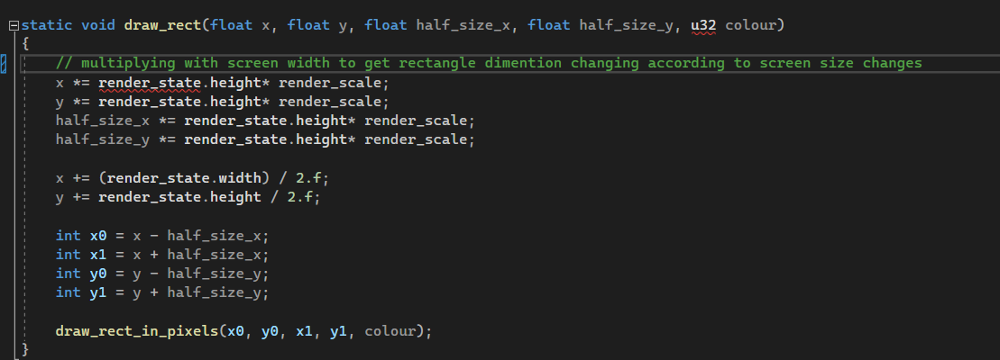 static void draw_rect(float x, float y, float half_size_x, float half_size_y, u32 colour)
{
// multiplying with screen width to get rectangle dimention changing according to screen size changes
x *= render_state.height* render_scale;
y *= render_state.height* render_scale;
half_size_x *= render_state.height* render_scale;
half_size_y *= render_state.height* render_scale;
x += (render_state.width) / 2.f;
y += render_state.height / 2.f;
int x0 = x - half_size_x;
int x1 = x + half_size_x;
int y0 = y - half_size_y;
int y1 = y + half_size_y;
draw_rect_in_pixels(x0, y0, x1, y1, colour);
}